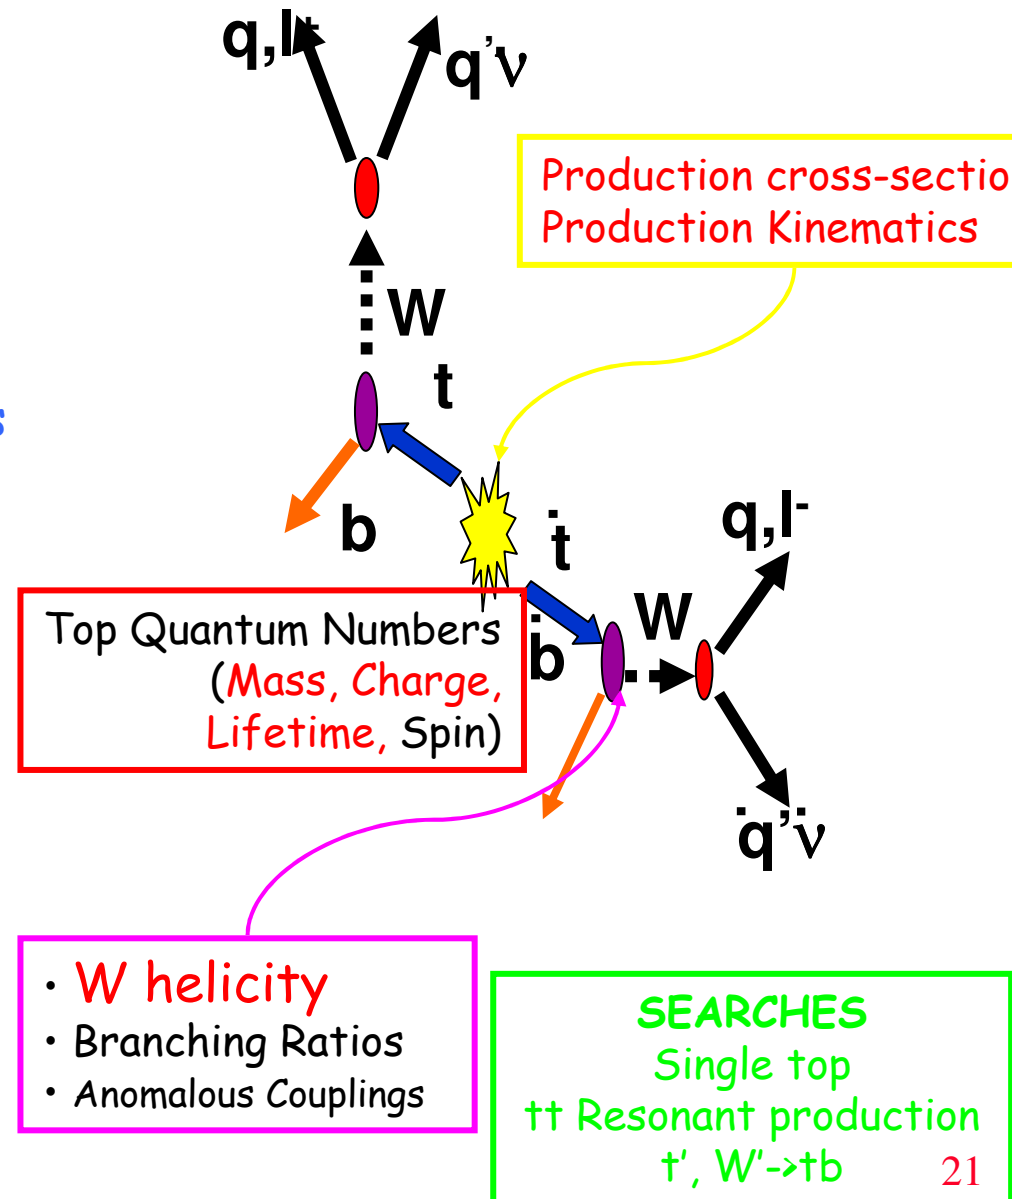 q,l+
q'ν
Production cross-sectio
Production Kinematics
W
t
s
b
ṫ
q,l-
W
ḃ
Top Quantum Numbers
(Mass, Charge,
Lifetime, Spin)
q̇'ν̇
· W helicity
• Branching Ratios
• Anomalous Couplings
SEARCHES
Single top
tt Resonant production
t', W'->tb
21